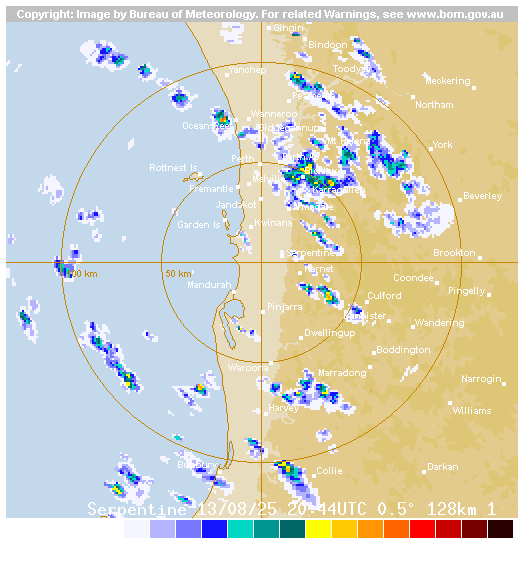 Copyright: Image by Bureau of Meteorology. For related Warnings, see www.bom.gov.au
Gingin
Bindoon
Yanchep
Toodyay
Meckering
Northam
Wanneroo
Ocean Reef
York
Perth
Rottnest Is
Melville
Fremantle
Jandakot
Beverley
Garden Is
Kwinana
Serpentine
Brookton
100 km
50 km
Jarnet
Coondee
Mandurah
Pingelly
Culford
Pinjarra
Bannister
Wandering
Dwellingup
Boddington
Waroona
Marradong
Narrogin
Harvey
Williams
Bunbury
Collie
Darkan
Serpentine 13/08/25 20:44UTC 0.5° 128km 1